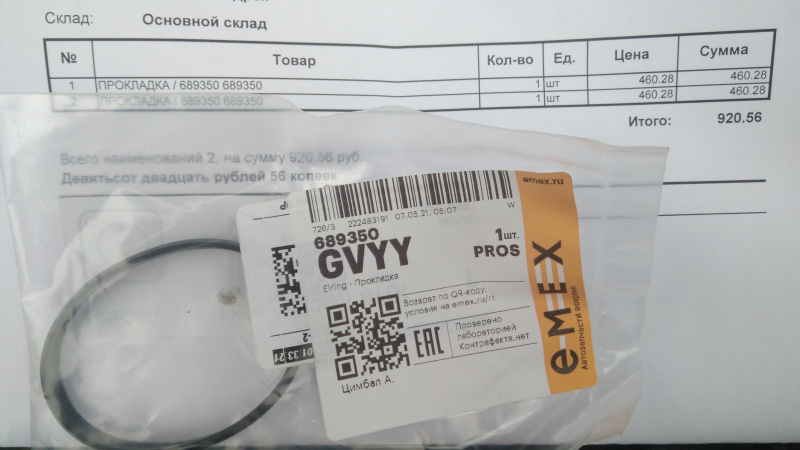 Склад: Основной склад
№ Товар Кол-во Ед. Цена Сумма
1 ПРОКЛАДКА / 689350 689350 1 шт 460.28 460.28
2 ПРОКЛАДКА / 689350 689350 1 шт 460.28 460.28
Итого: 920.56
Всего наименований 2, на сумму 920.56 руб.
Девятьсот двадцать рублей 56 копеек
emex.ru
726/3 222483191 07.05.21, 05:07 W
689350
GVYY
1шт.
PROS
Elring - Прокладка
Возврат по QR-коду,
условия на emex.ru/rt
EAC
Проверено
лабораторией
Контрафакта.нет
Цимбал А.
eMEX
Автозапчасти вовремя